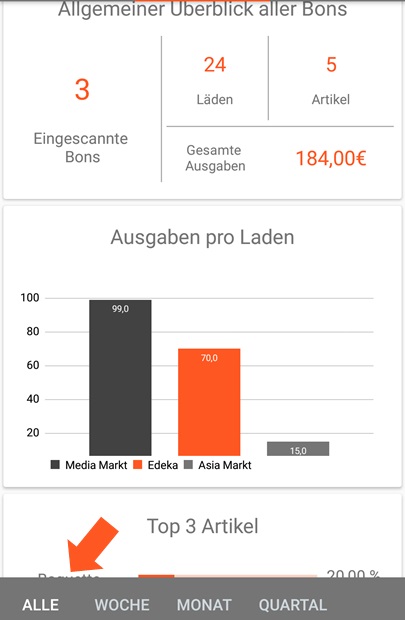 Allgemeiner Überblick aller Bons
3
Eingescannte
Bons
24
Läden
5
Artikel
Gesamte
Ausgaben
184,00€
Ausgaben pro Laden
100
80
60
40
20
99,0
70,0
15,0
Media Markt Edeka Asia Markt
Top 3 Artikel
Baguette
20,00 %
ALLE WOCHE MONAT QUARTAL